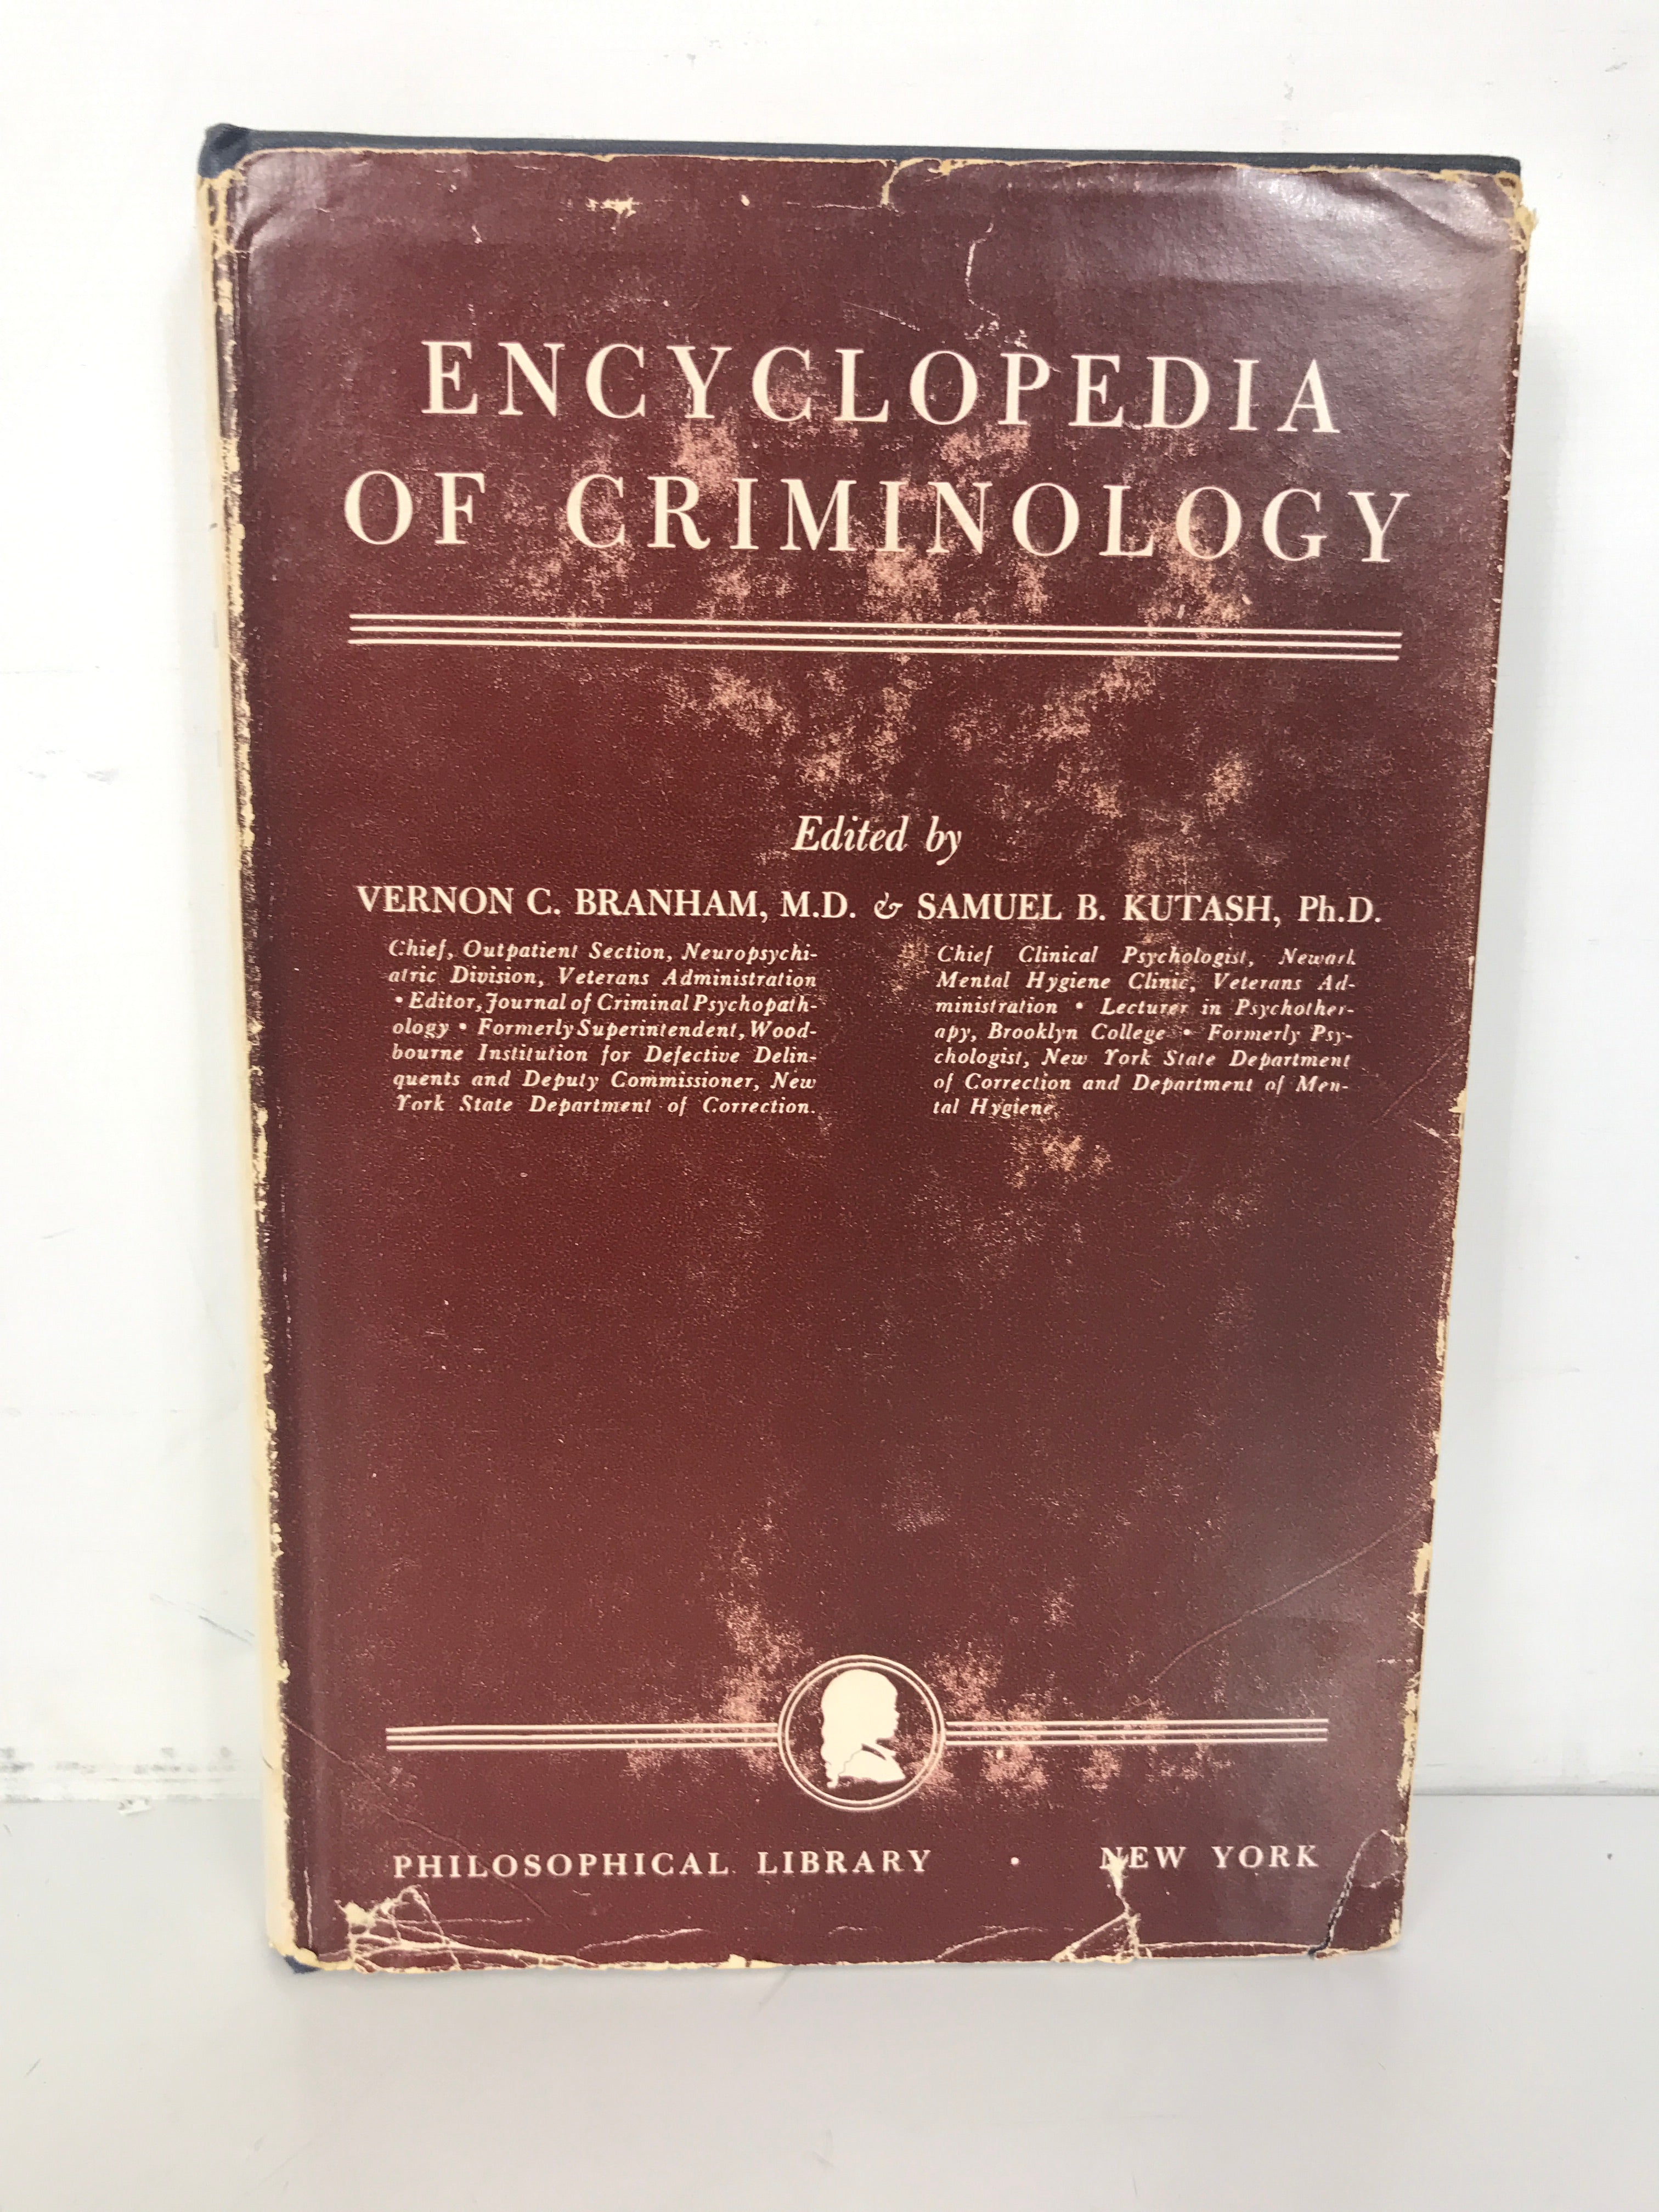 ENCYCLOPEDIA
OF CRIMINOLOGY
Edited by
VERNON C. BRANHAM, M.D. & SAMUEL B. KUTASH, Ph.D.
Chief, Outpatient Section, Neuropsychi-
atric Division, Veterans Administration
• Editor, Journal of Criminal Psychopath-
ology • Formerly Superintendent, Wood-
bourne Institution for Defective Delin-
quents and Deputy Commissioner, New
York State Department of Correction.
Chief Clinical Psychologist, Newark
Mental Hygiene Clinic, Veterans Ad-
ministration • Lecturer in Psychother-
apy, Brooklyn College • Formerly Psy-
chologist, New York State Department
of Correction and Department of Men-
tal Hygiene.
PHILOSOPHICAL LIBRARY • NEW YORK